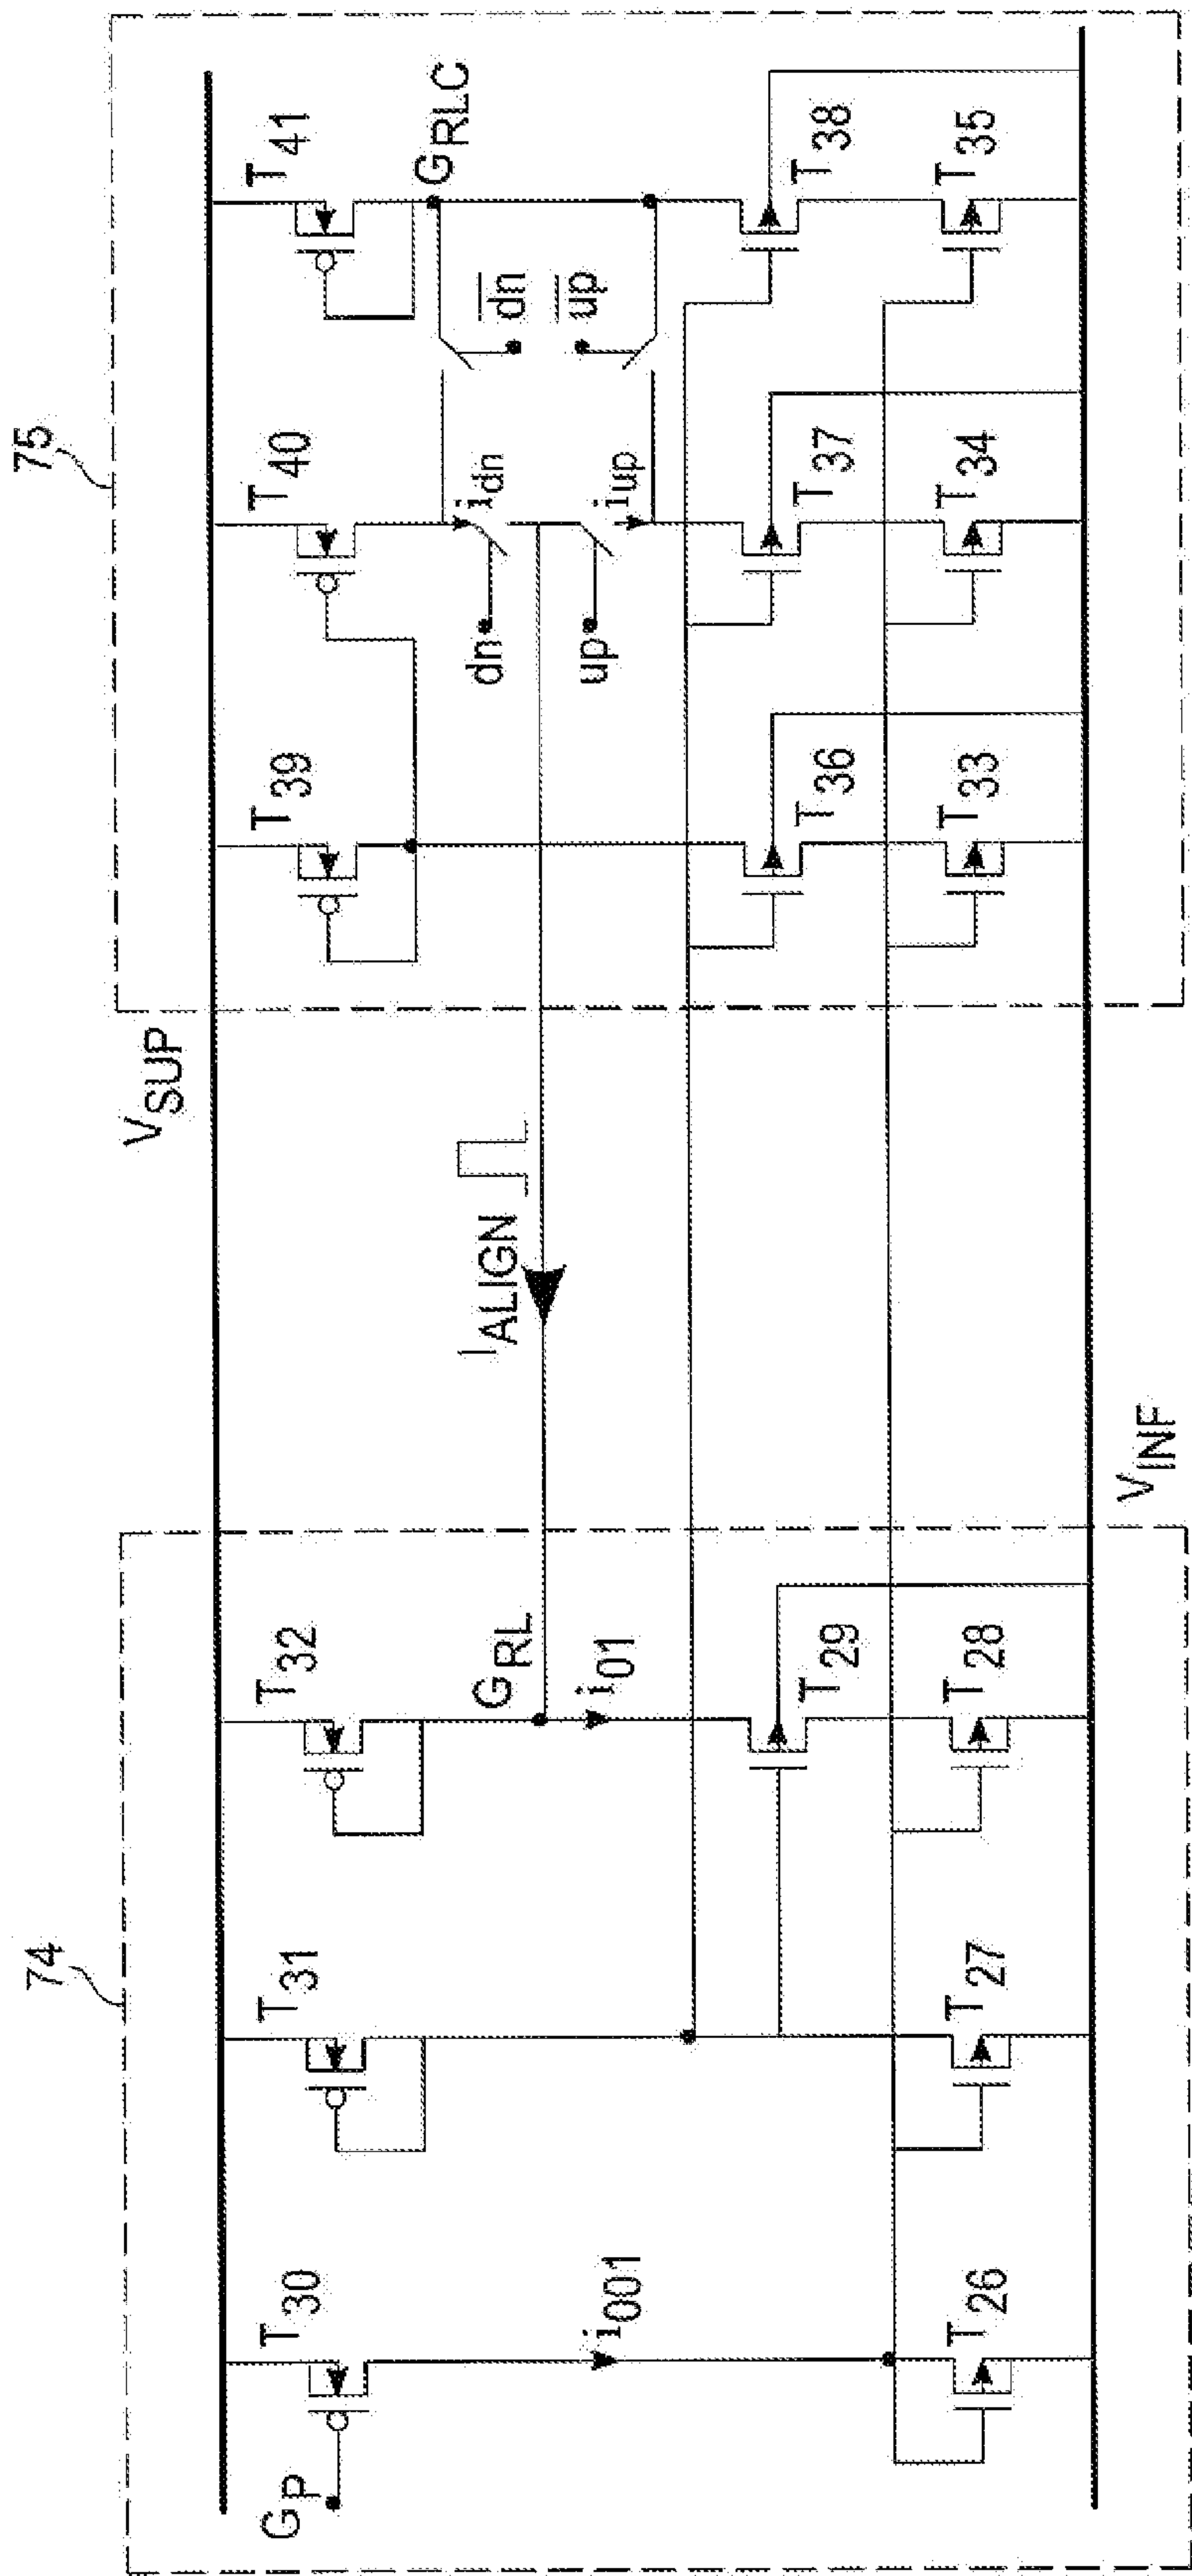 75
T41
GRLC
T40
T39
dn
up
dn
idn
up
iup
T38
T37
T36
T35
T34
T33
VSUP
IALIGN
VINF
74
T32
T31
T30
GRL
i01
i001
GP
T29
T28
T27
T26